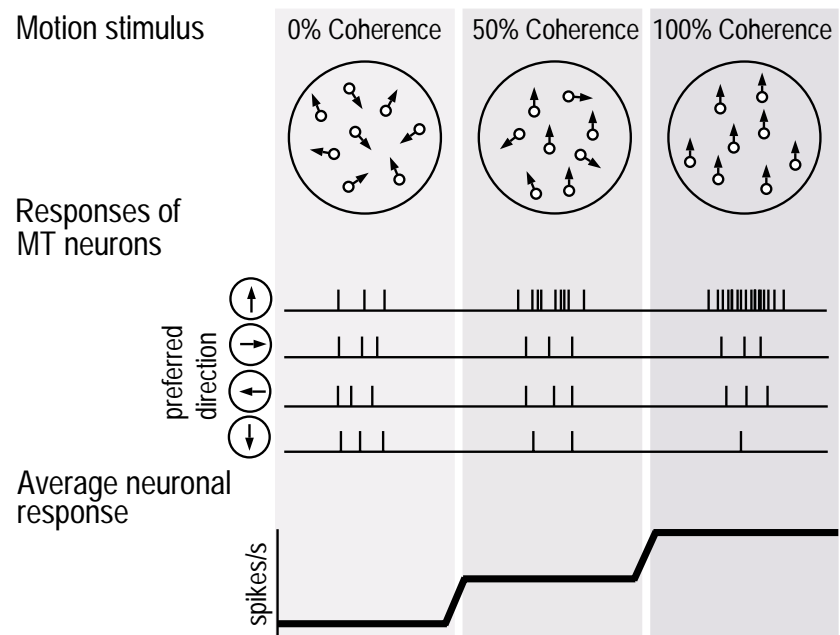 Motion stimulus
0% Coherence
50% Coherence
100% Coherence
Responses of
MT neurons
preferred
direction
Average neuronal
response
spikes/s